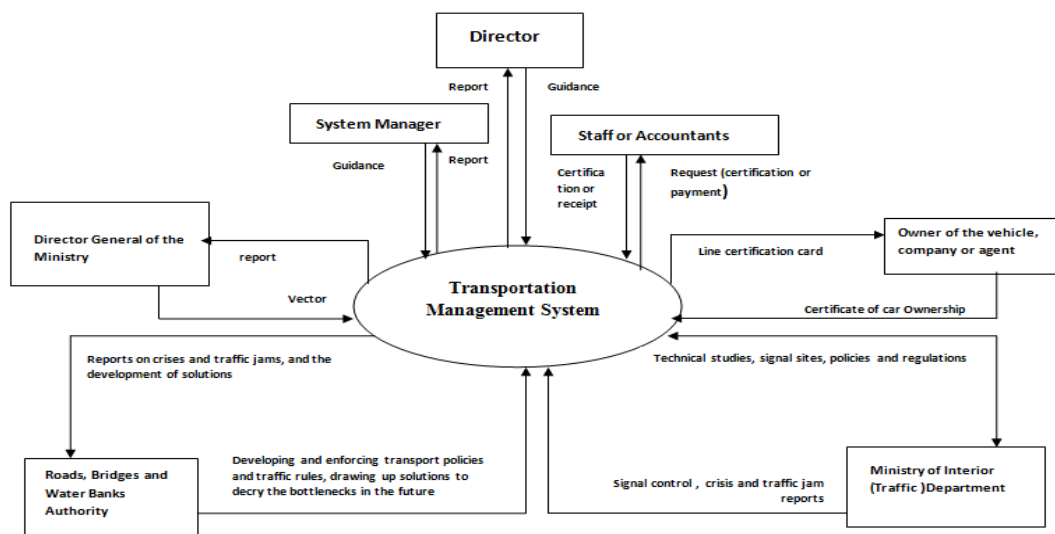 Director
Report
Guidance
System Manager
Staff or Accountants
Guidance
Report
Certifica
tion or
receipt
Request (certification or
payment)
Director General of the
Ministry
report
Vector
Owner of the vehicle,
company or agent
Line certification card
Certificate of car Ownership
Transportation
Management System
Reports on crises and traffic jams, and the
development of solutions
Technical studies, signal sites, policies and regulations
Roads, Bridges and
Water Banks
Authority
Developing and enforcing transport policies
and traffic rules, drawing up solutions to
decry the bottlenecks in the future
Signal control , crisis and traffic jam
reports
Ministry of Interior
(Traffic )Department